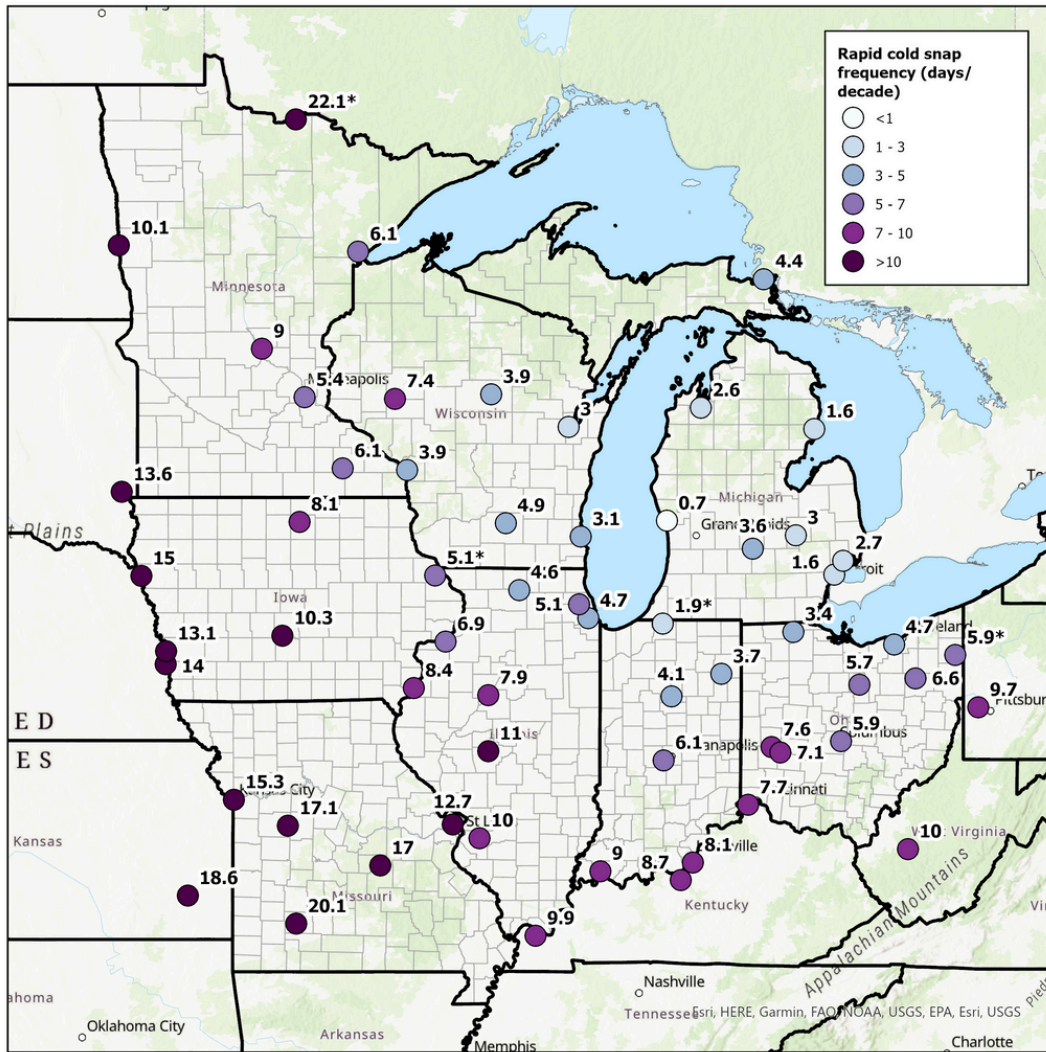 Rapid cold snap
frequency (days/
decade)
<1
1 - 3
3 - 5
5 - 7
7 - 10
>10
22.1*
10.1
6.1
4.4
Minnesota
9
5.4
7.4
3.9
2.6
Wisconsin
3
1.6
6.1
3.9
13.6
8.1
4.9
3.1
0.7
Michigan
3.6
3
t Plains
2.7
1.6
15
5.1*
4.6
Iowa
5.1
4.7
1.9*
3.4
4.7
eland
5.9*
10.3
6.9
13.1
14
8.4
7.9
4.1
3.7
5.7
6.6
9.7
Pittsbur
E D
E S
11
6.1
anapolis
7.6
7.1
5.9
Columbus
15.3
17.1
12.7
St L
10
7.7
Kansas
17
Missouri
9
8.7
8.1
10
Kentucky
18.6
20.1
9.9
Appalachian Mountains
Nashville
ahoma
Oklahoma City
Arkansas
Tennessee
Esri, HERE, Garmin, FAO, NOAA, USGS, EPA, Esri, USGS
Memphis
Charlotte